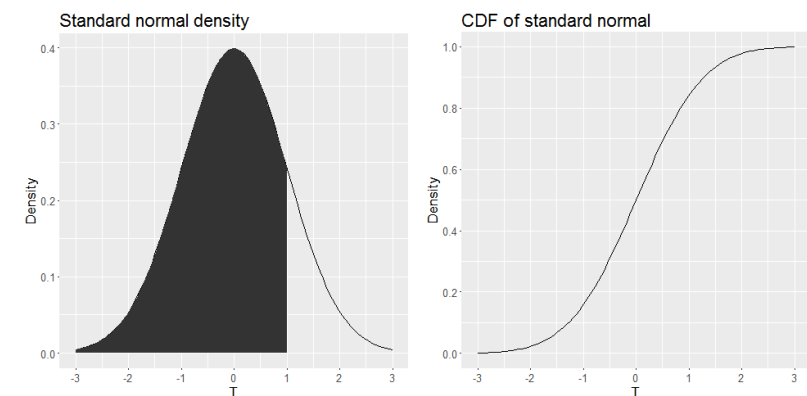 Standard normal density
CDF of standard normal
0.4
0.3
0.2
0.1
0.0
Density
-3 -2 -1 0 1 2 3
T
1.0
0.8
0.6
0.4
0.2
0.0
Density
-3 -2 -1 0 1 2 3
T